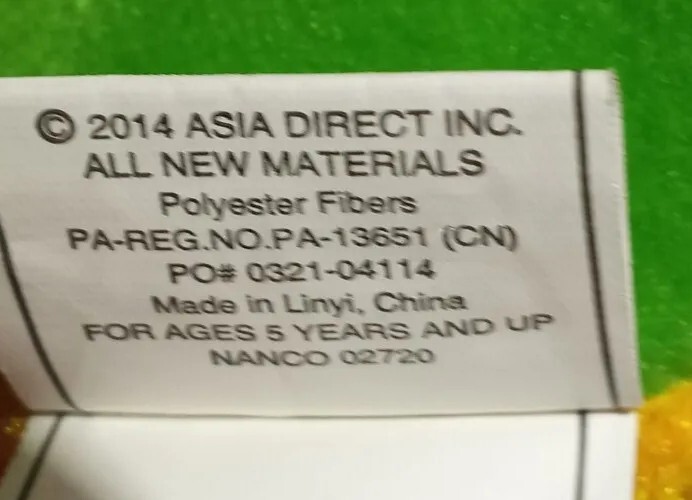 © 2014 ASIA DIRECT INC.
ALL NEW MATERIALS
Polyester Fibers
PA-REG.NO.PA-13651 (CN)
PO# 0321-04114
Made in Linyi, China
FOR AGES 5 YEARS AND UP
NANCO 02720